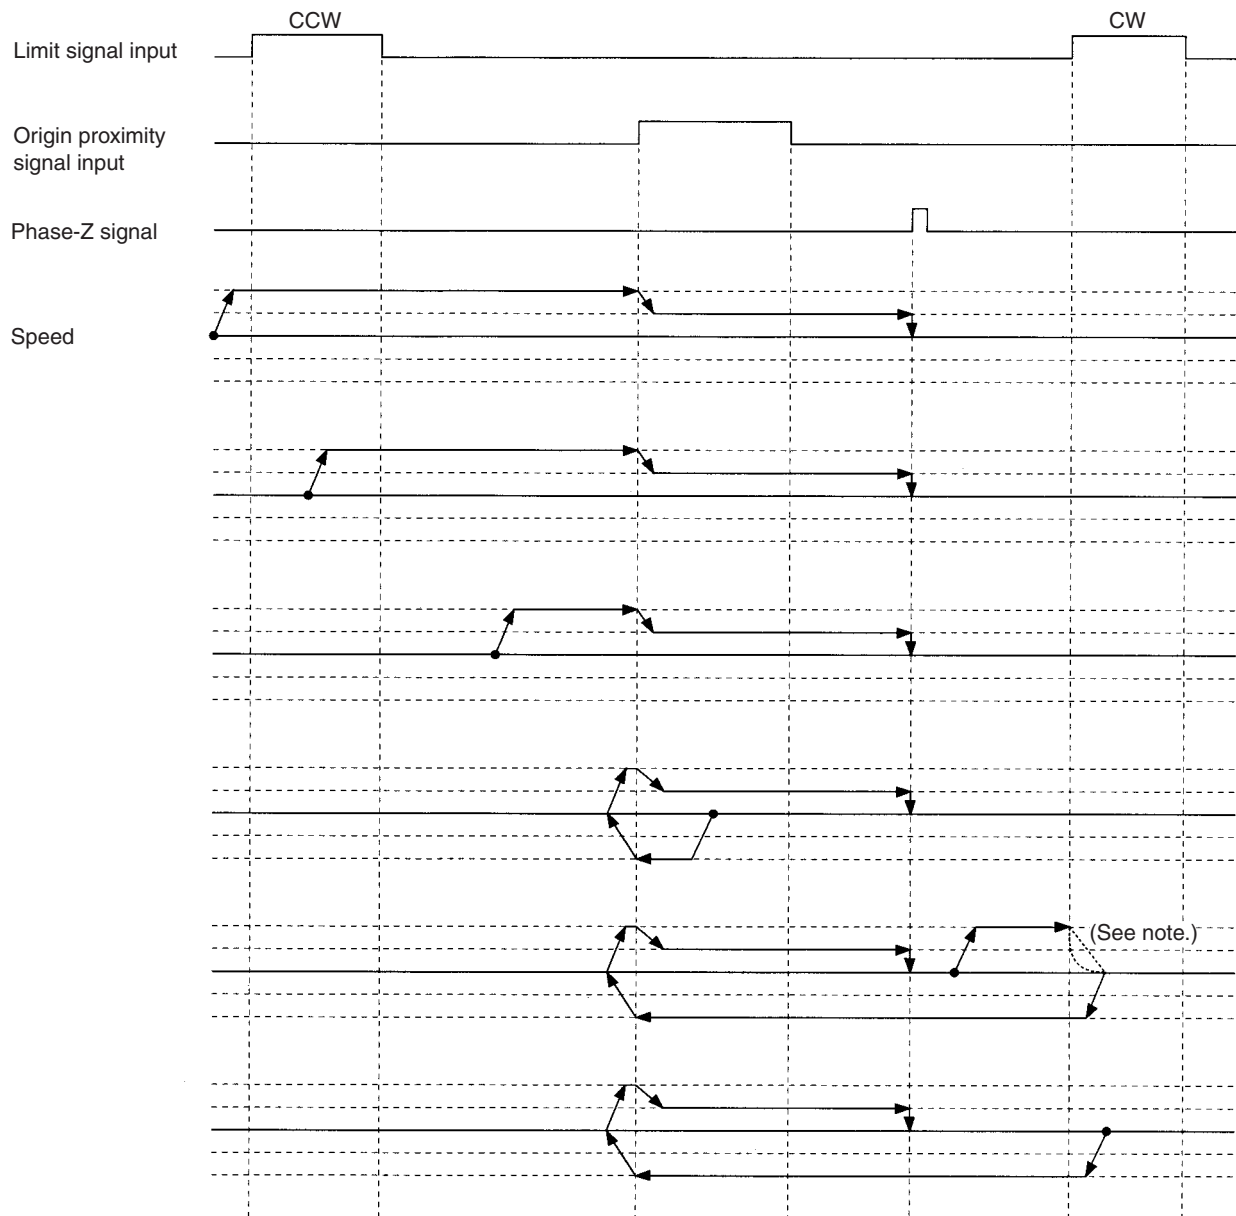 CCW
CW
Limit signal input
Origin proximity
signal input
Phase-Z signal
Speed
(See note.)